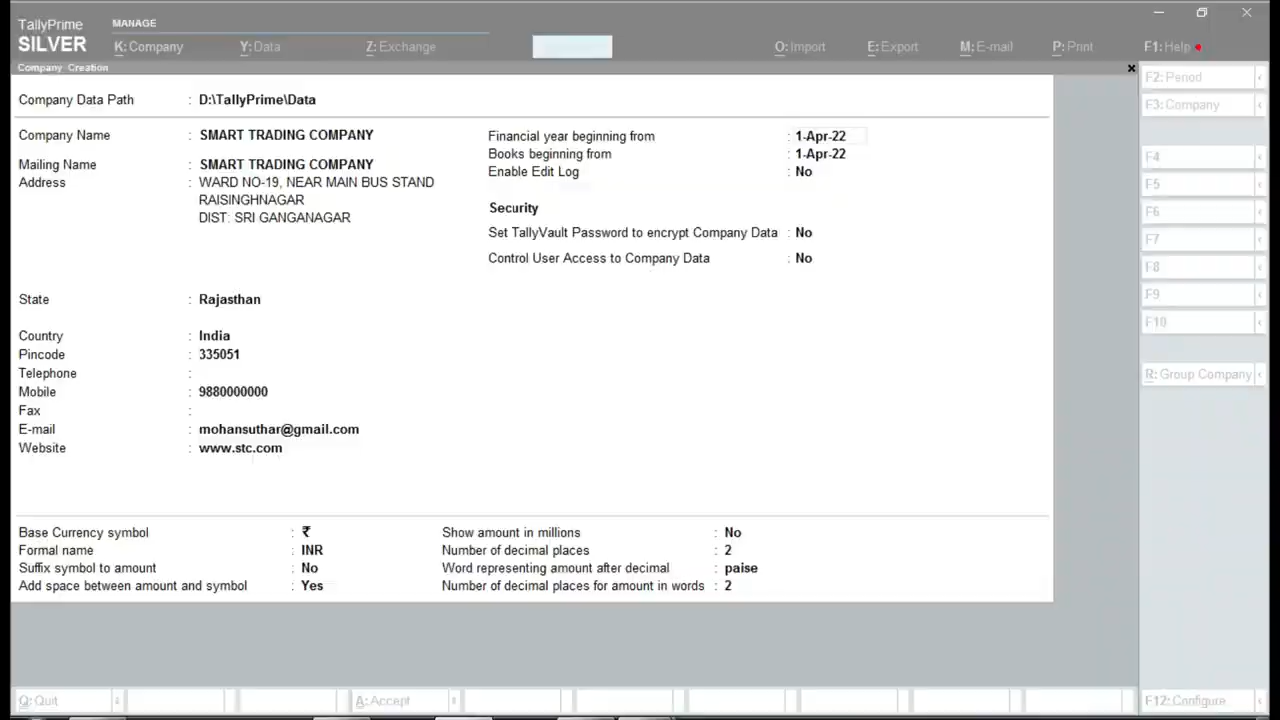 TallyPrime
SILVER
MANAGE
K: Company
Y: Data
Z: Exchange
O: Import
E: Export
M: E-mail
P: Print
F1: Help
Company Creation
Company Data Path : D:\TallyPrime\Data
Company Name : SMART TRADING COMPANY
Mailing Name : SMART TRADING COMPANY
Address : WARD NO-19, NEAR MAIN BUS STAND
RAISINGHNAGAR
DIST: SRI GANGANAGAR
State : Rajasthan
Country : India
Pincode : 335051
Telephone :
Mobile : 9880000000
Fax :
E-mail : mohansuthar@gmail.com
Website : www.stc.com
Financial year beginning from : 1-Apr-22
Books beginning from : 1-Apr-22
Enable Edit Log : No
Security
Set TallyVault Password to encrypt Company Data : No
Control User Access to Company Data : No
Base Currency symbol : ₹
Formal name : INR
Suffix symbol to amount : No
Add space between amount and symbol : Yes
Show amount in millions : No
Number of decimal places : 2
Word representing amount after decimal : paise
Number of decimal places for amount in words : 2
F2: Period
F3: Company
F4
F5
F6
F7
F8
F9
F10
R: Group Company
Q: Quit
A: Accept
F12: Configure